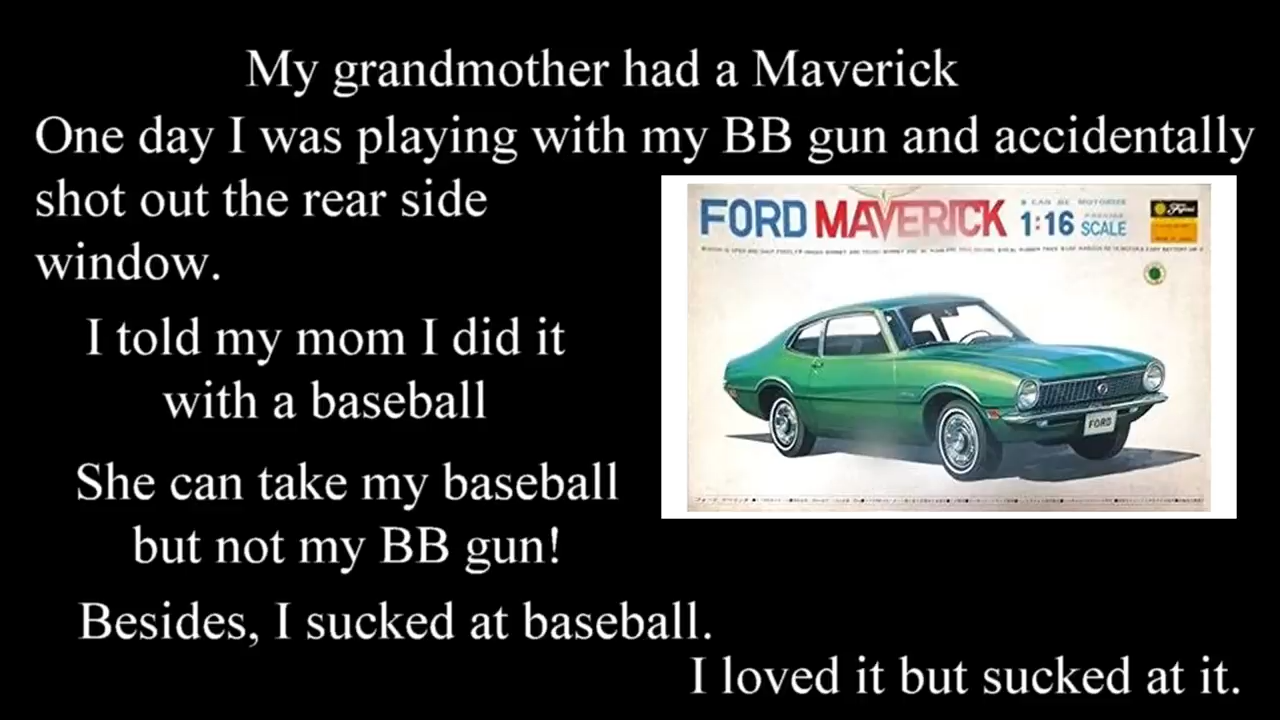 My grandmother had a Maverick
One day I was playing with my BB gun and accidentally
shot out the rear side
window.
FORD MAVERICK 1:16 SCALE
FORD
I told my mom I did it
with a baseball
She can take my baseball
but not my BB gun!
Besides, I sucked at baseball.
I loved it but sucked at it.